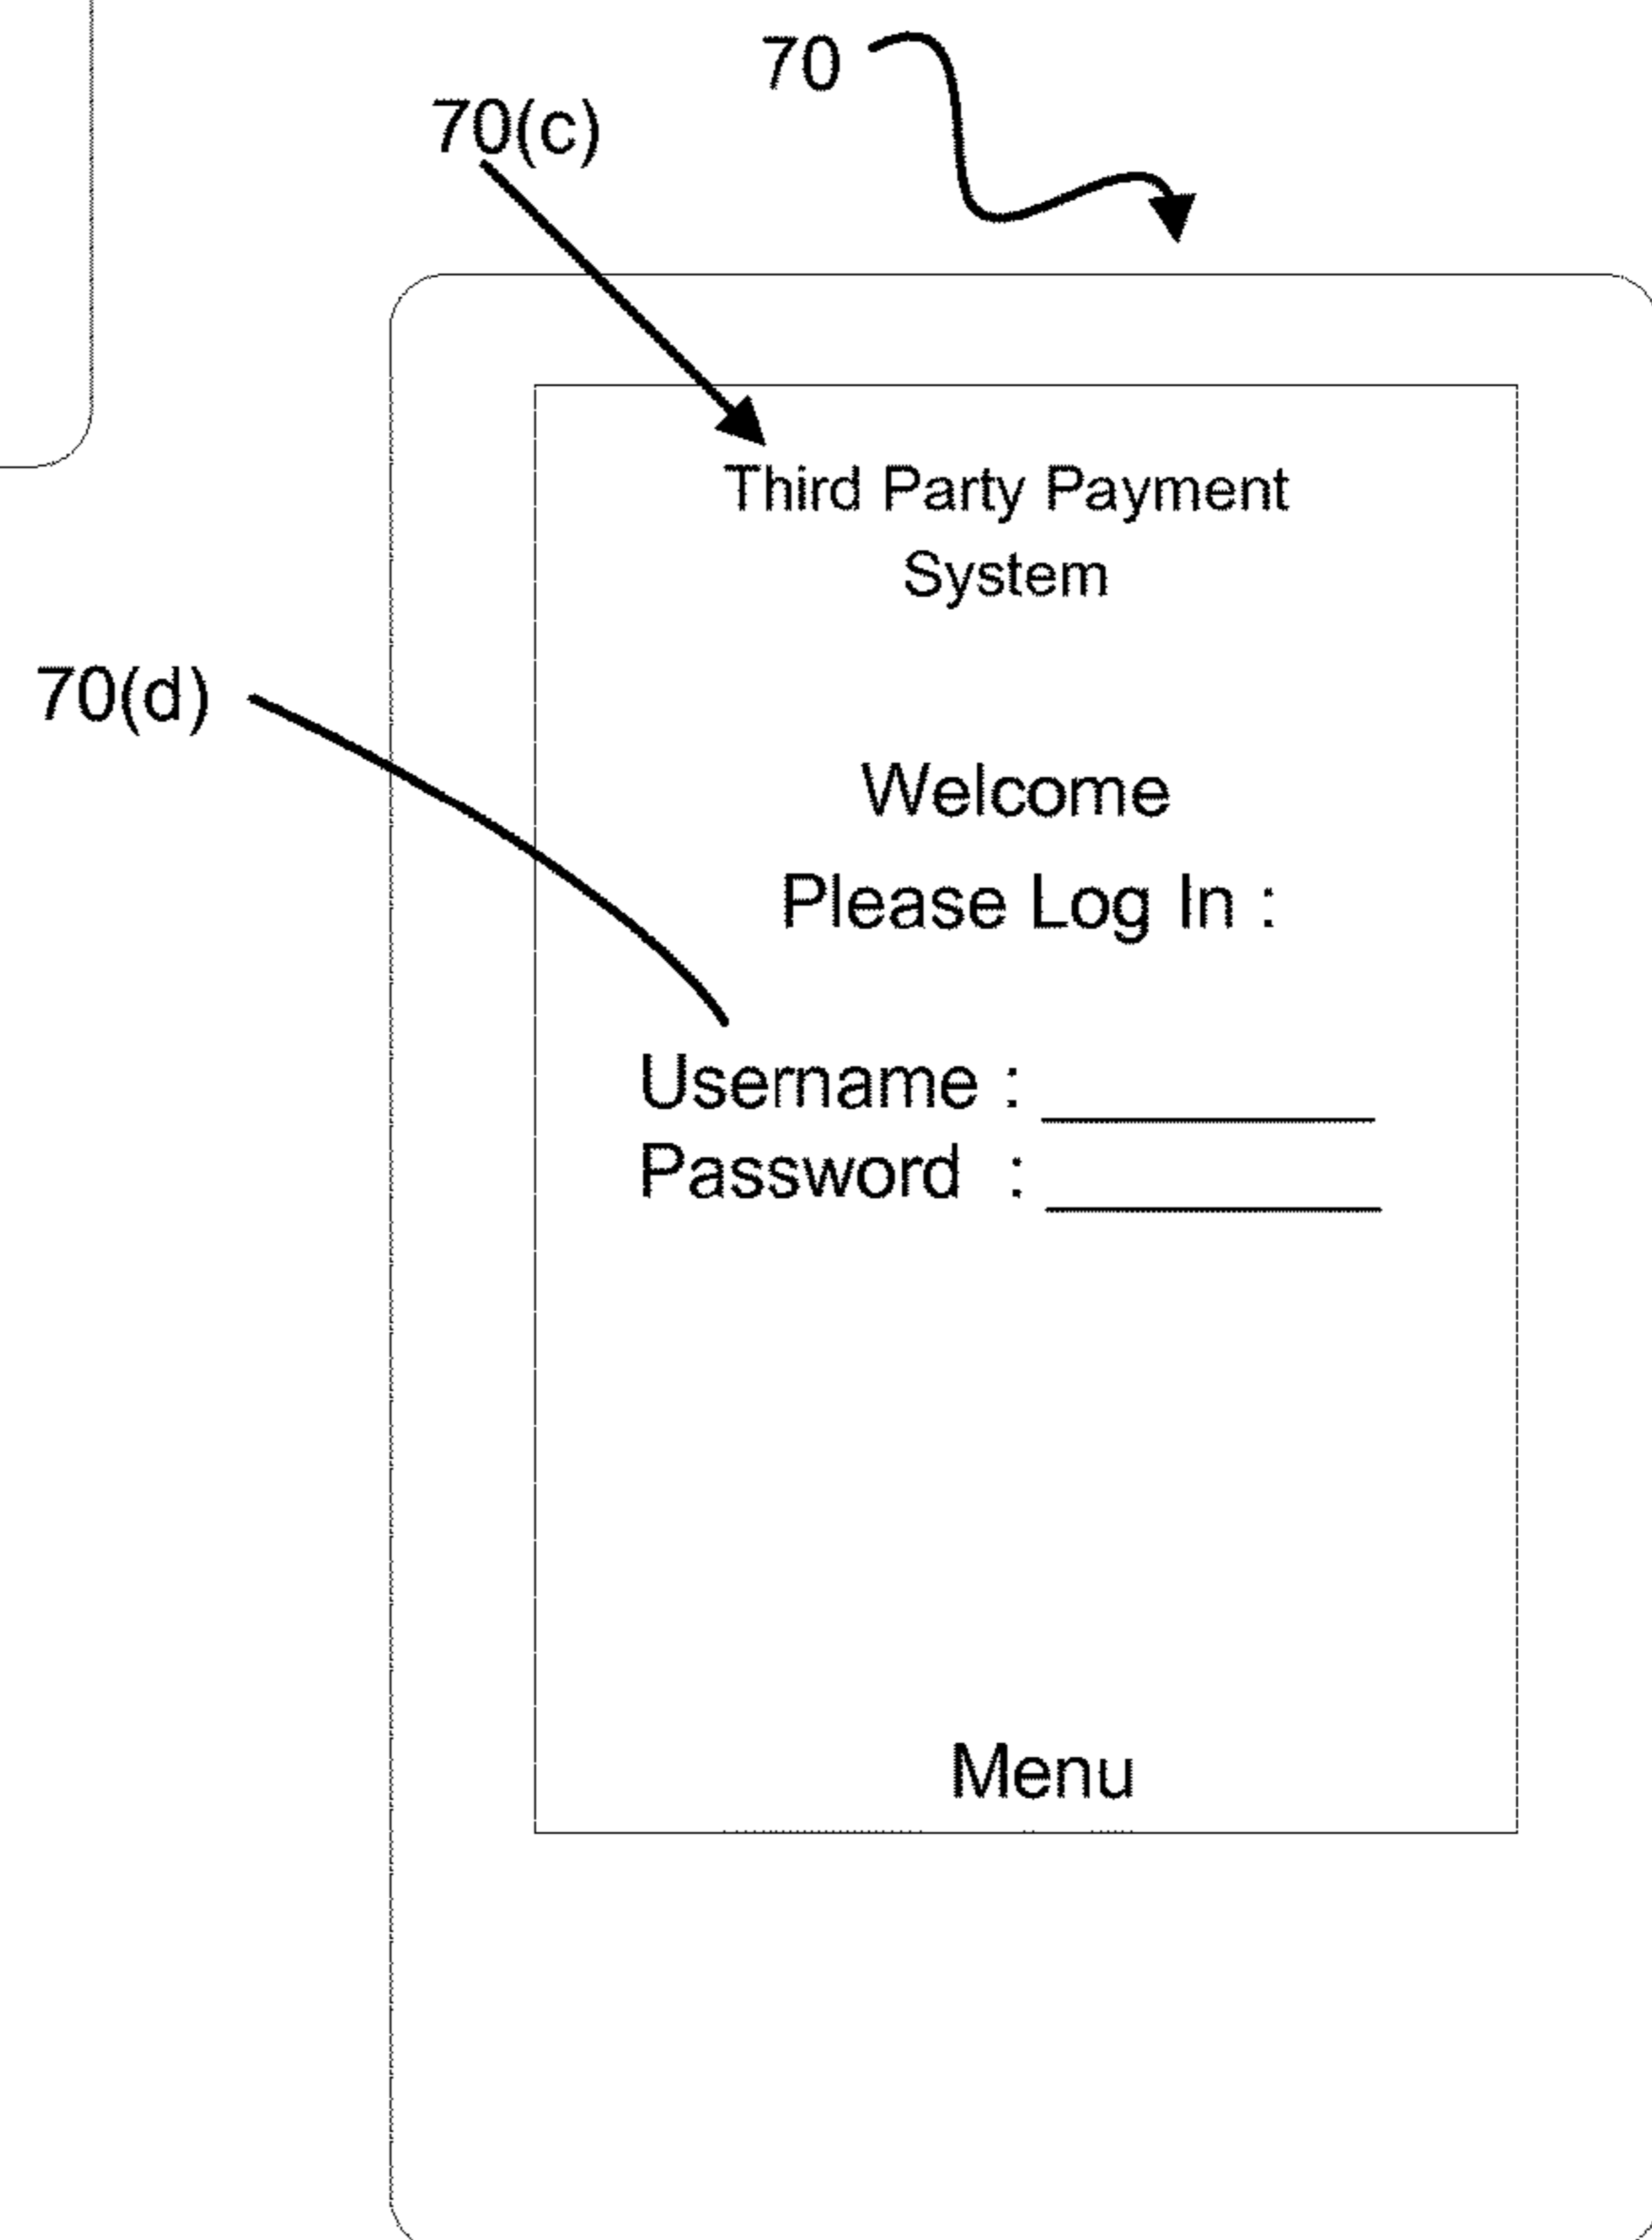 70
70(c)
Third Party Payment
System
70(d)
Welcome
Please Log In :
Username : __________
Password : __________
Menu